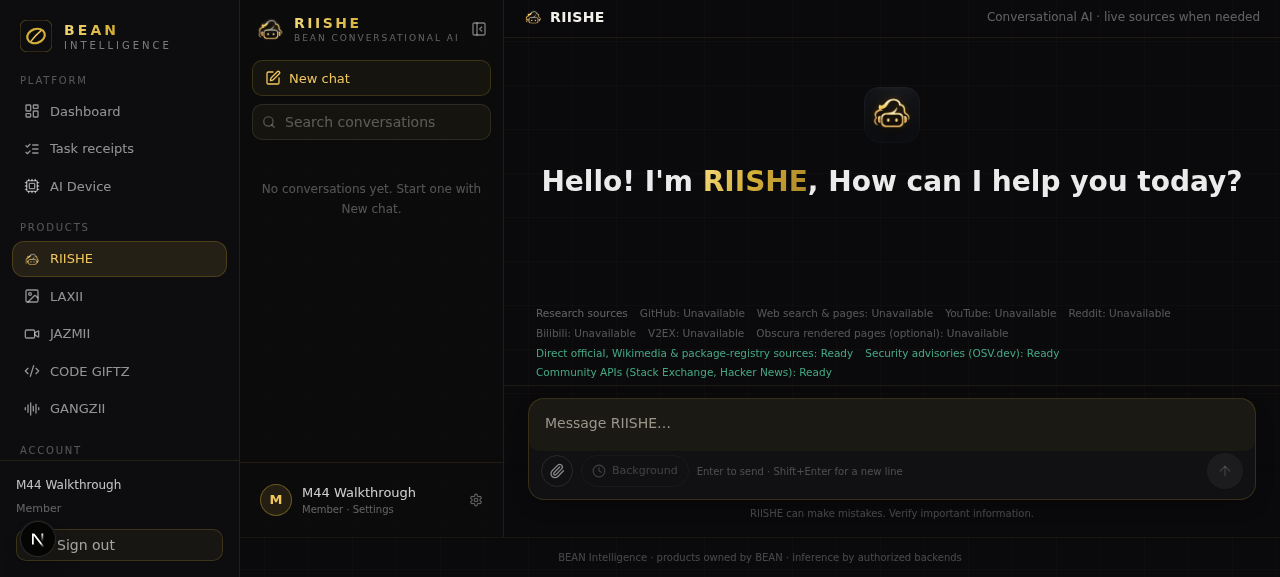 BEAN
INTELLIGENCE
PLATFORM
Dashboard
Task receipts
AI Device
PRODUCTS
RIISHE
LAXII
JAZMII
CODE GIFTZ
GANGZII
ACCOUNT
M44 Walkthrough
Member
N
Sign out
RIISHE
BEAN CONVERSATIONAL AI
New chat
Search conversations
No conversations yet. Start one with
New chat.
M
M44 Walkthrough
Member · Settings
RIISHE
Conversational AI · live sources when needed
Hello! I'm RIISHE, How can I help you today?
Research sources GitHub: Unavailable Web search & pages: Unavailable YouTube: Unavailable Reddit: Unavailable
Bilibili: Unavailable V2EX: Unavailable Obscura rendered pages (optional): Unavailable
Direct official, Wikimedia & package-registry sources: Ready Security advisories (OSV.dev): Ready
Community APIs (Stack Exchange, Hacker News): Ready
Message RIISHE...
Background Enter to send · Shift+Enter for a new line
RIISHE can make mistakes. Verify important information.
BEAN Intelligence · products owned by BEAN · inference by authorized backends